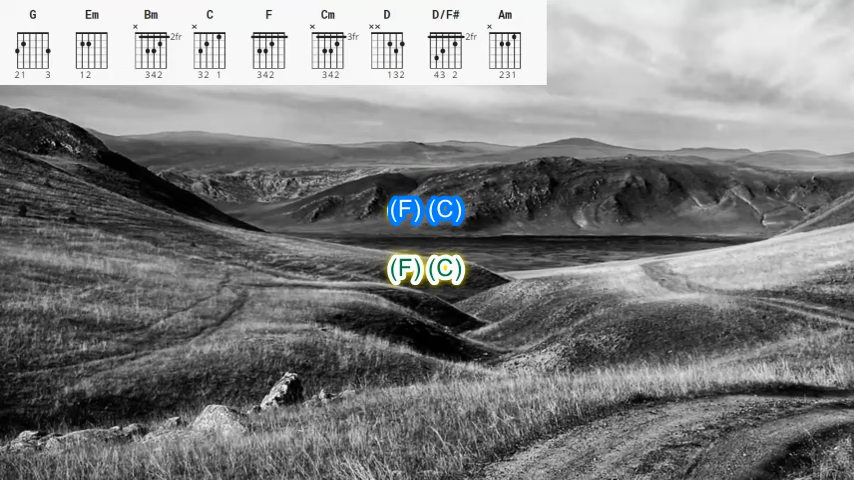 G Em Bm C F Cm D D/F# Am
× × × ×× ×
2fr 3fr 2fr
21 3 12 342 32 1 342 342 132 43 2 231
(F) (C)
(F) (C)